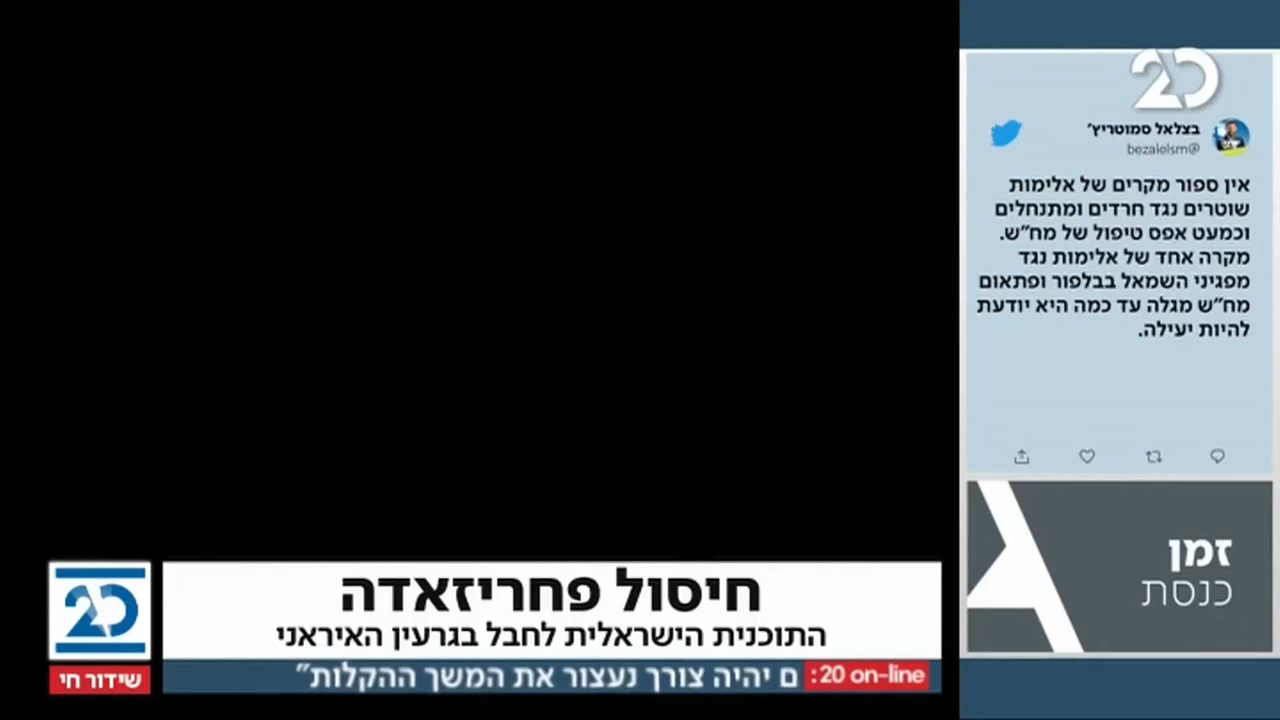 20
בצלאל סמוטריץ'
@bezalelsm
אין ספור מקרים של אלימות
שוטרים נגד חרדים ומתנחלים
וכמעט אפס טיפול של מח"ש.
מקרה אחד של אלימות נגד
מפגיני השמאל בבלפור ופתאום
מח"ש מגלה עד כמה היא יודעת
להיות יעילה.
זמן
כנסת
חיסול פחריזאדה
התוכנית הישראלית לחבל בגרעין האיראני
20
20 on-line:
ם יהיה צורך נעצור את המשך ההקלות"
שידור חי